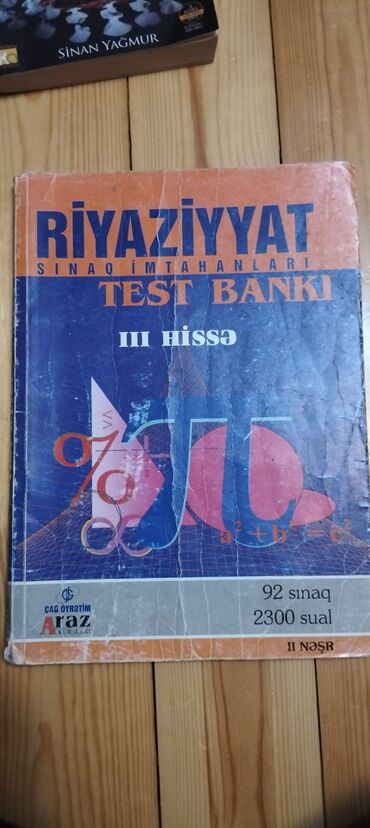 SİNAN YAĞMUR
RİYAZİYYAT
SINAQ İMTAHANLARI
TEST BANKI
III HİSSƏ
%
a² + b² = c²
92 sınaq
2300 sual
ÇAĞ ÖYRƏTİM
Araz
KURSLARI
II NƏŞR